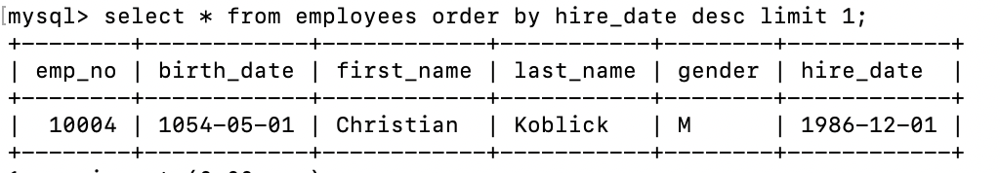 mysql> select * from employees order by hire_date desc limit 1;
+--------+------------+------------+-----------+--------+------------+
| emp_no | birth_date | first_name | last_name | gender | hire_date  |
+--------+------------+------------+-----------+--------+------------+
|  10004 | 1054-05-01 | Christian  | Koblick   | M      | 1986-12-01 |
+--------+------------+------------+-----------+--------+------------+